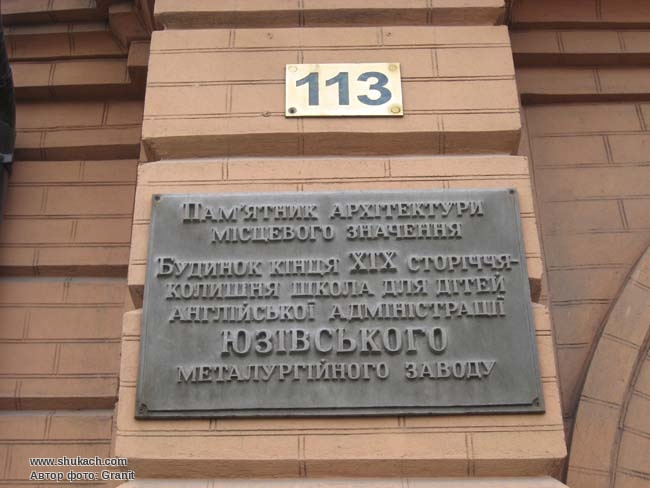 113
Пам'ятник архітектури
місцевого значення
Будинок кінця XIX сторіччя-
колишня школа для дітей
англійської адміністрації
Юзівського
металургійного заводу
www.shukach.com
Автор фото: Granit